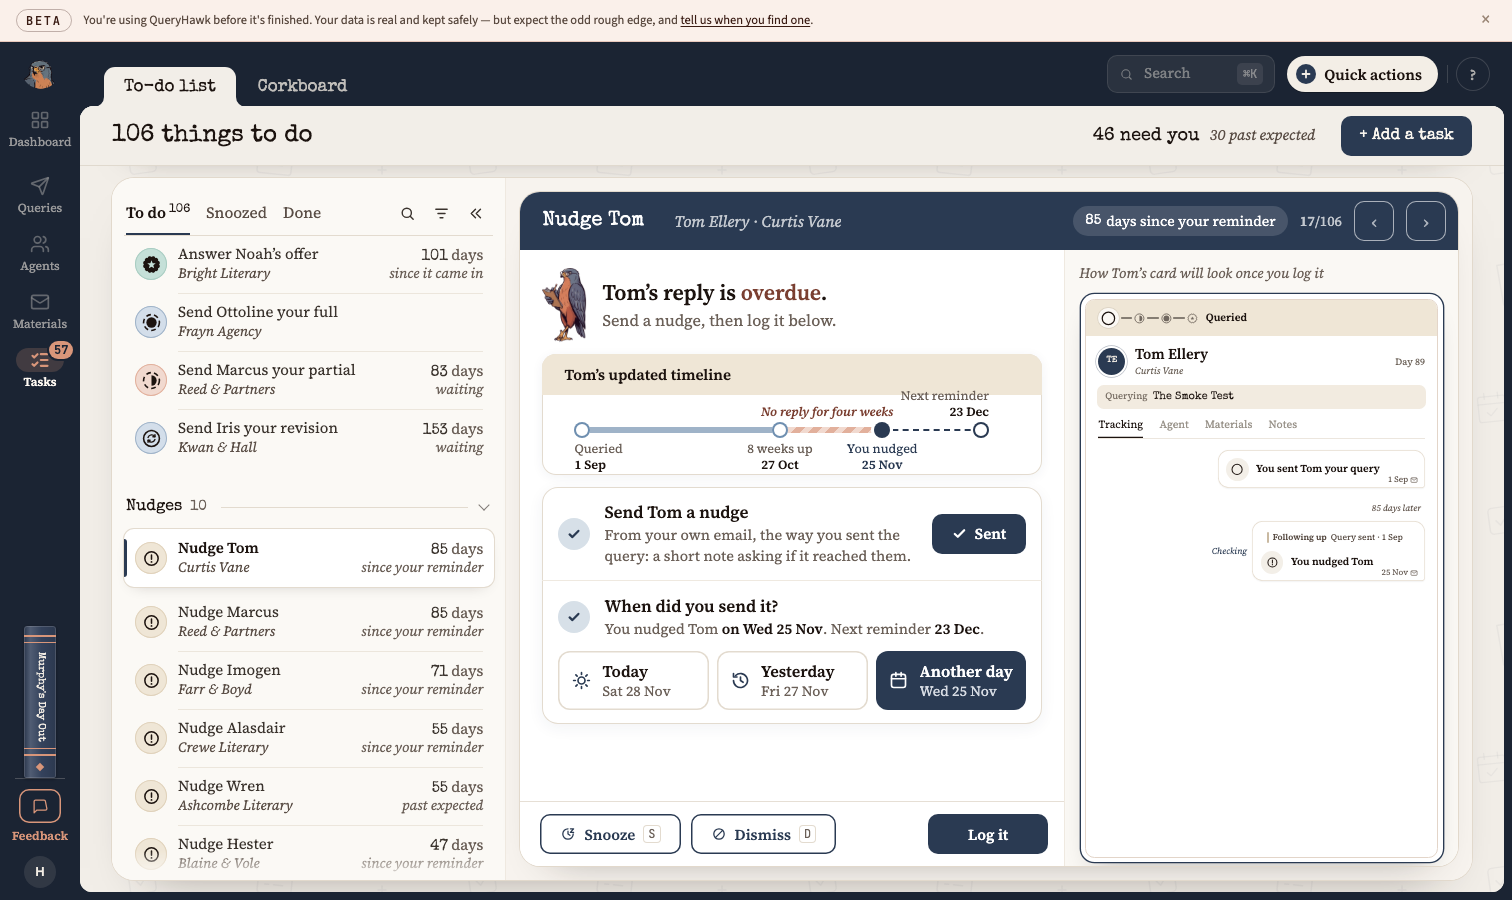 BETA You're using QueryHawk before it's finished. Your data is real and kept safely — but expect the odd rough edge, and tell us when you find one. ×
To-do list Corkboard Search ⌘K + Quick actions ?
Dashboard
Queries
Agents
Materials
57
Tasks
Murphy's Day Out
Feedback
H
106 things to do 46 need you 30 past expected + Add a task
To do 106 Snoozed Done
Answer Noah's offer 101 days
Bright Literary since it came in
Send Ottoline your full
Frayn Agency
Send Marcus your partial 83 days
Reed & Partners waiting
Send Iris your revision 153 days
Kwan & Hall waiting
Nudges 10
Nudge Tom 85 days
Curtis Vane since your reminder
Nudge Marcus 85 days
Reed & Partners since your reminder
Nudge Imogen 71 days
Farr & Boyd since your reminder
Nudge Alasdair 55 days
Crewe Literary since your reminder
Nudge Wren 55 days
Ashcombe Literary past expected
Nudge Hester 47 days
Blaine & Vole since your reminder
Nudge Tom Tom Ellery · Curtis Vane 85 days since your reminder 17/106 ‹ ›
Tom's reply is overdue.
Send a nudge, then log it below.
Tom's updated timeline
Next reminder
No reply for four weeks 23 Dec
Queried 8 weeks up You nudged
1 Sep 27 Oct 25 Nov
Send Tom a nudge
From your own email, the way you sent the
query: a short note asking if it reached them.
Sent
When did you send it?
You nudged Tom on Wed 25 Nov. Next reminder 23 Dec.
Today Yesterday Another day
Sat 28 Nov Fri 27 Nov Wed 25 Nov
Snooze S Dismiss D Log it
How Tom's card will look once you log it
Queried
TE Tom Ellery Day 89
Curtis Vane
Querying The Smoke Test
Tracking Agent Materials Notes
You sent Tom your query
1 Sep
85 days later
Following up Query sent · 1 Sep
Checking
You nudged Tom
25 Nov